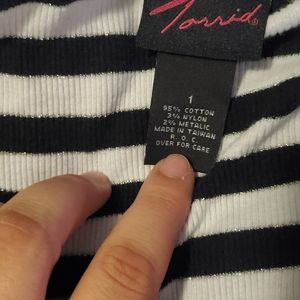 Torrid®
1
95% COTTON
3% NYLON
2% METALIC
MADE IN TAIWAN
R. O. C.
OVER FOR CARE